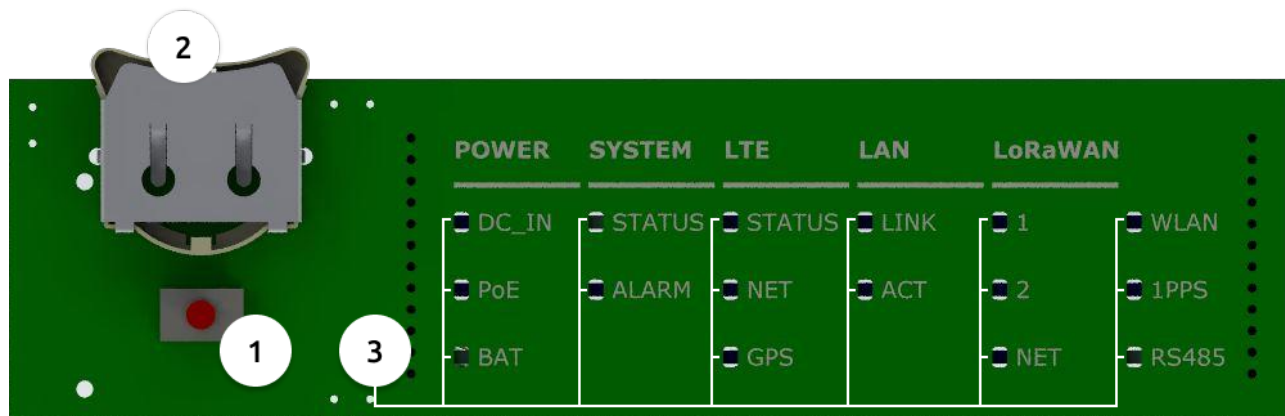 2
POWER SYSTEM LTE LAN LoRaWAN
DC_IN STATUS STATUS LINK 1 WLAN
PoE ALARM NET ACT 2 1PPS
1 3 BAT GPS NET RS485